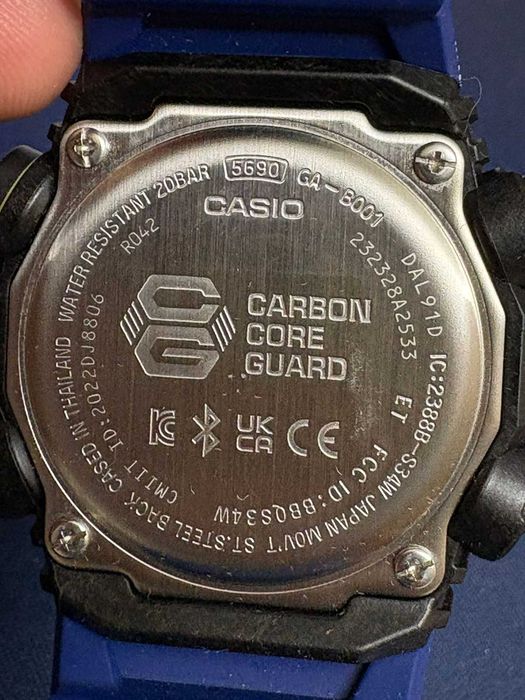 WATER RESISTANT 20BAR 5690 GA-B001
DAL91D IC:2388B-S34W JAPAN MOV'T ST.STEEL BACK CASED IN THAILAND
R042
CASIO
232328A2533
ET
CARBON
CORE
GUARD
UK
CA CE
FCC ID:BBQS34W
CMIIT ID:2022DJ8806